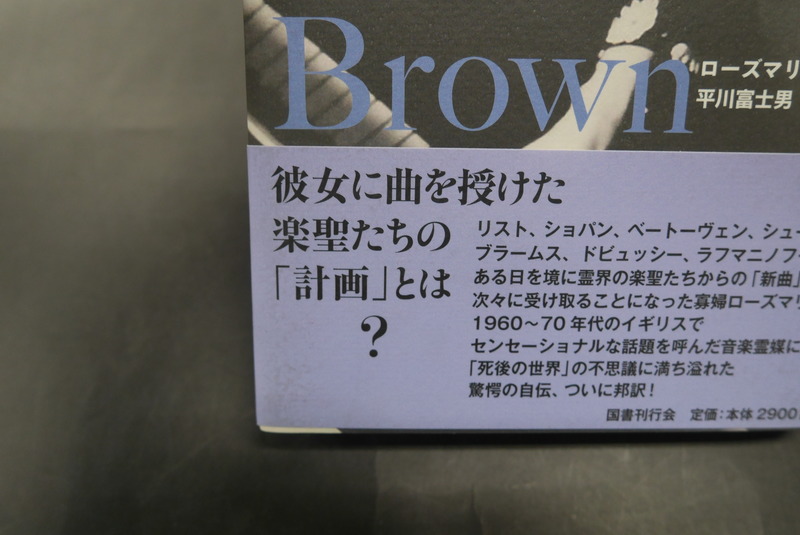 Brown
ローズマリ
平川富士男
彼女に曲を授けた
楽聖たちの
「計画」とは
?
リスト、ショパン、ベートーヴェン、シュー
ブラームス、ドビュッシー、ラフマニノフ
ある日を境に霊界の楽聖たちからの「新曲」
次々に受け取ることになった寡婦ローズマリ
1960〜70年代のイギリスで
センセーショナルな話題を呼んだ音楽霊媒に
「死後の世界」の不思議に満ち溢れた
驚愕の自伝、ついに邦訳!
国書刊行会 定価:本体2900